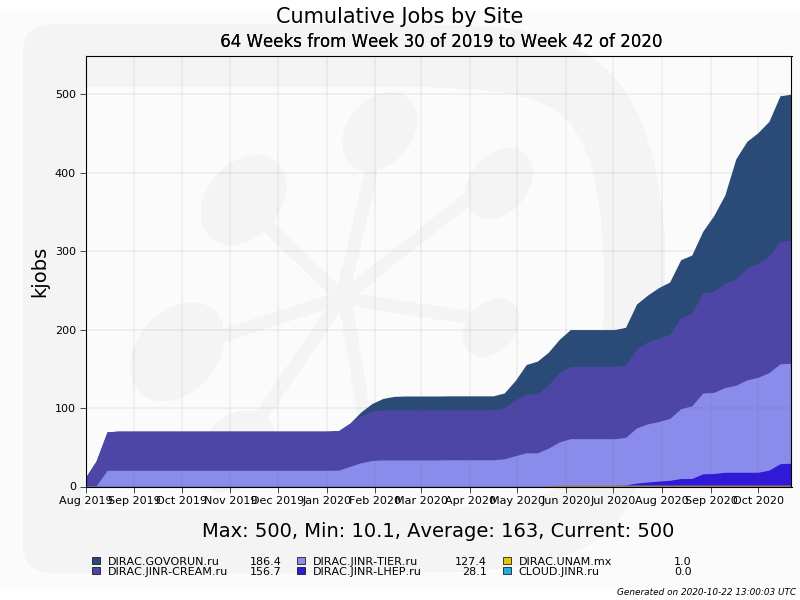 Cumulative Jobs by Site
64 Weeks from Week 30 of 2019 to Week 42 of 2020
kjobs
500
400
300
200
100
0
Aug 2019 Sep 2019 Oct 2019 Nov 2019 Dec 2019 Jan 2020 Feb 2020 Mar 2020 Apr 2020 May 2020 Jun 2020 Jul 2020 Aug 2020 Sep 2020 Oct 2020
Max: 500, Min: 10.1, Average: 163, Current: 500
DIRAC.GOVORUN.ru 186.4 DIRAC.JINR-TIER.ru 127.4 DIRAC.UNAM.mx 1.0
DIRAC.JINR-CREAM.ru 156.7 DIRAC.JINR-LHEP.ru 28.1 CLOUD.JINR.ru 0.0
Generated on 2020-10-22 13:00:03 UTC